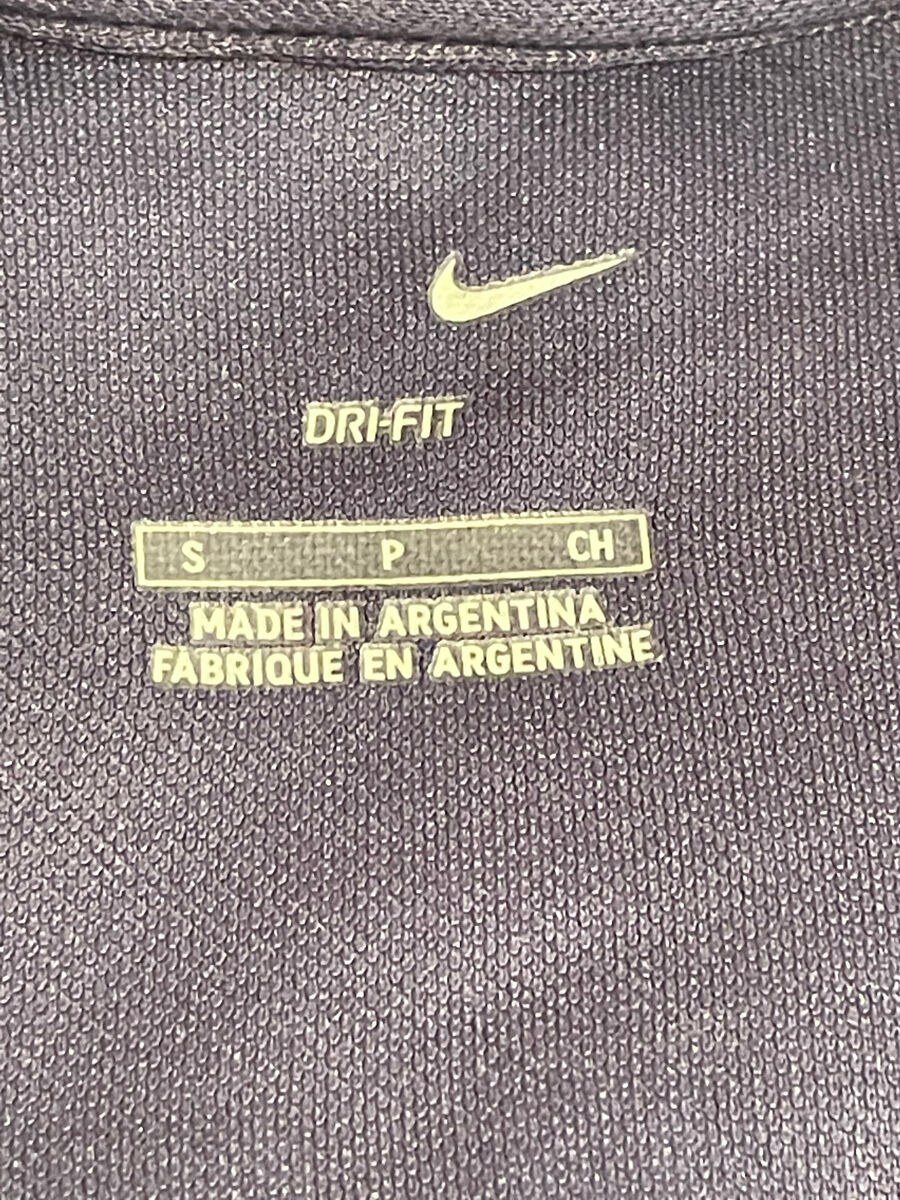 DRI-FIT
S P CH
MADE IN ARGENTINA
FABRIQUE EN ARGENTINE